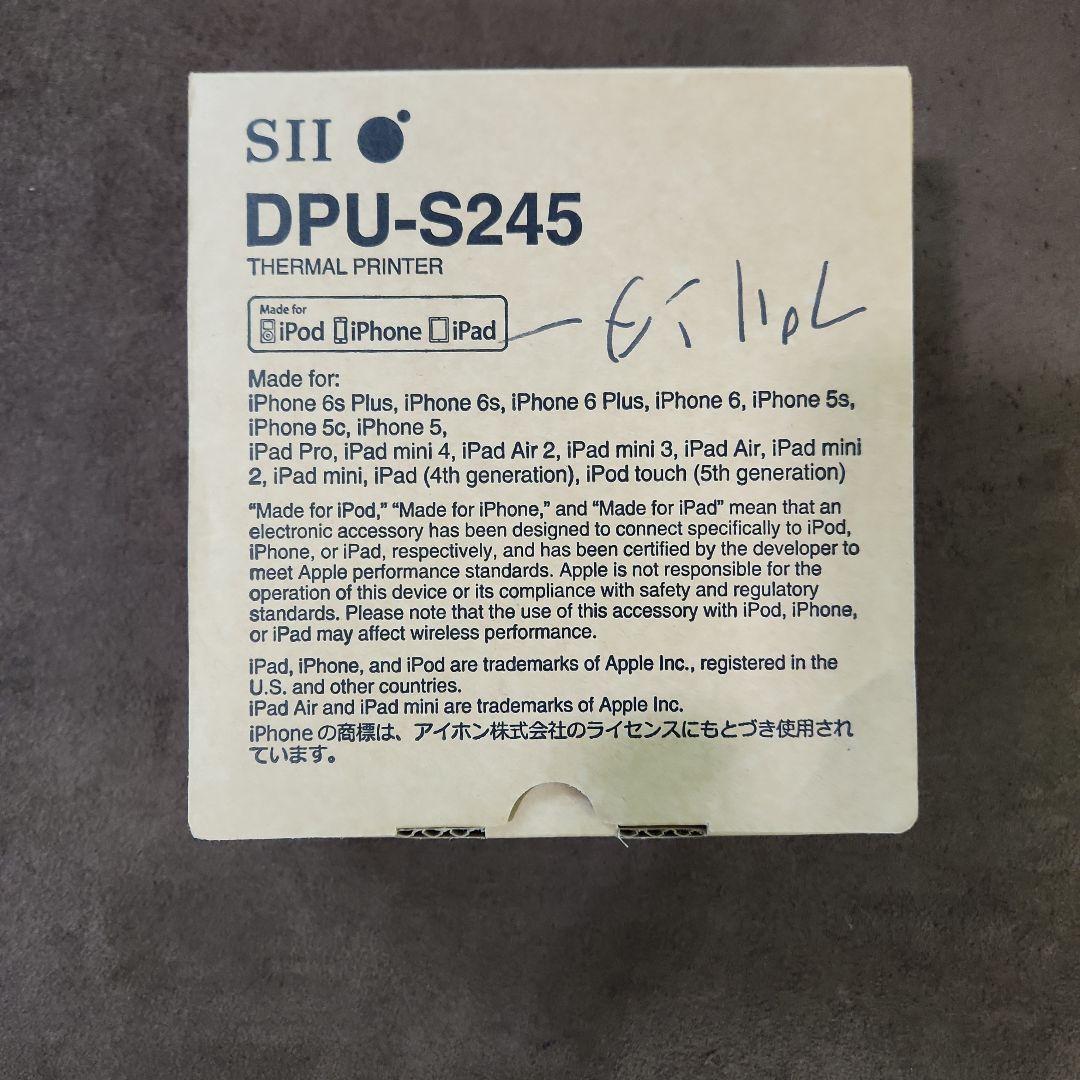 SII
DPU-S245
THERMAL PRINTER
Made for
iPod iPhone iPad
Made for:
iPhone 6s Plus, iPhone 6s, iPhone 6 Plus, iPhone 6, iPhone 5s,
iPhone 5c, iPhone 5,
iPad Pro, iPad mini 4, iPad Air 2, iPad mini 3, iPad Air, iPad mini
2, iPad mini, iPad (4th generation), iPod touch (5th generation)
“Made for iPod,” “Made for iPhone,” and “Made for iPad” mean that an
electronic accessory has been designed to connect specifically to iPod,
iPhone, or iPad, respectively, and has been certified by the developer to
meet Apple performance standards. Apple is not responsible for the
operation of this device or its compliance with safety and regulatory
standards. Please note that the use of this accessory with iPod, iPhone,
or iPad may affect wireless performance.
iPad, iPhone, and iPod are trademarks of Apple Inc., registered in the
U.S. and other countries.
iPad Air and iPad mini are trademarks of Apple Inc.
iPhone の商標は、アイホン株式会社のライセンスにもとづき使用され
ています。